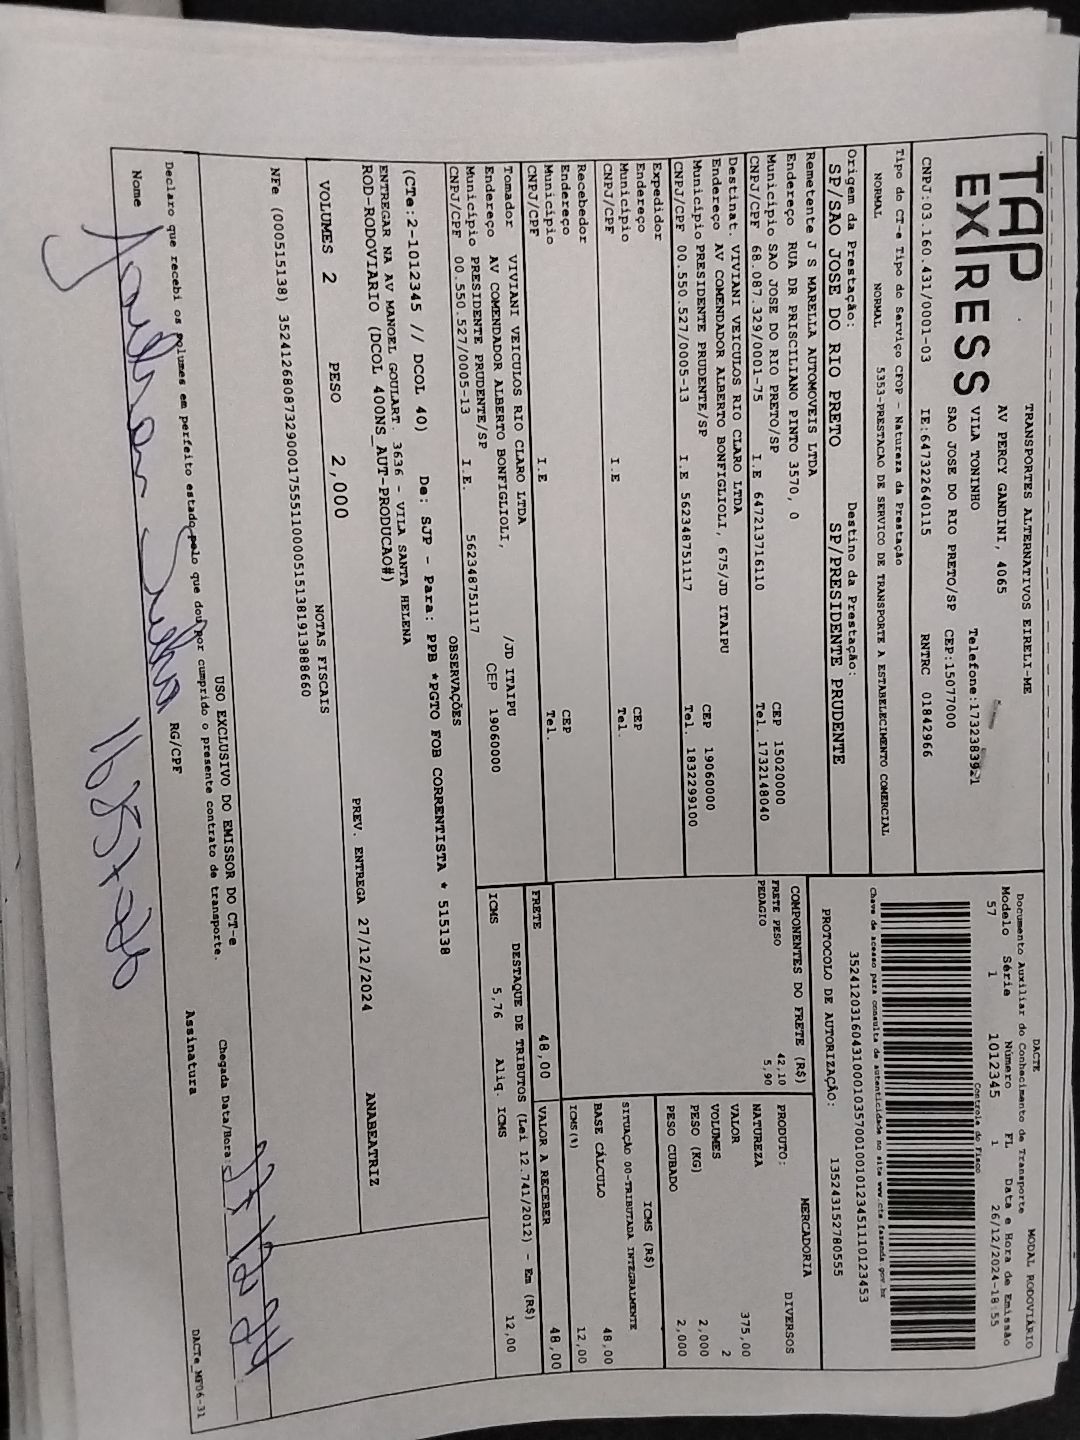 TAP EXPRESS
TRANSPORTES ALTERNATIVOS EIRELI-ME
AV PERCY GANDINI, 4065
VILA TONINHO Telefone:1732383921
SAO JOSE DO RIO PRETO/SP CEP:15077000
CNPJ:03.160.431/0001-03 IE:647322640115 RNTRC 01842966
Tipo do CT-e Tipo do Serviço CFOP - Natureza da Prestação
NORMAL NORMAL 5353-PRESTACAO DE SERVICO DE TRANSPORTE A ESTABELECIMENTO COMERCIAL
Origem da Prestação: Destino da Prestação:
SP/SAO JOSE DO RIO PRETO SP/PRESIDENTE PRUDENTE
Remetente J S MARELLA AUTOMOVEIS LTDA
Endereço RUA DR PRISCILIANO PINTO 3570, 0
Município SAO JOSE DO RIO PRETO/SP CEP 15020000
CNPJ/CPF 68.087.329/0001-75 I.E 647213716110 Tel. 1732148040
Destinat. VIVIANI VEICULOS RIO CLARO LTDA
Endereço AV COMENDADOR ALBERTO BONFIGLIOLI, 675/JD ITAIPU
Município PRESIDENTE PRUDENTE/SP CEP 19060000
CNPJ/CPF 00.550.527/0005-13 I.E 562348751117 Tel. 1832299100
Expedidor
Endereço
Município CEP
CNPJ/CPF I.E Tel.
Recebedor
Endereço
Município CEP
CNPJ/CPF I.E Tel.
Tomador VIVIANI VEICULOS RIO CLARO LTDA
Endereço AV COMENDADOR ALBERTO BONFIGLIOLI, /JD ITAIPU
Município PRESIDENTE PRUDENTE/SP CEP 19060000
CNPJ/CPF 00.550.527/0005-13 I.E. 562348751117
DACTE MODAL RODOVIÁRIO
Documento Auxiliar do Conhecimento de Transporte
Modelo Série Número FL Data e Hora de Emissão
57 1 1012345 1 26/12/2024-18:55
Controle do Fisco
Chave de acesso para consulta de autenticidade no site www.cte.fazenda.gov.br
35241203160431000103570010010123451110123453
PROTOCOLO DE AUTORIZAÇÃO: 135243152780555
COMPONENTES DO FRETE (R$)
FRETE PESO 42,10
PEDAGIO 5,90
PRODUTO: MERCADORIA
NATUREZA DIVERSOS
VALOR 375,00
VOLUMES 2
PESO (KG) 2,000
PESO CUBADO 2,000
ICMS (R$)
SITUAÇÃO 00-TRIBUTADA INTEGRALMENTE
BASE CÁLCULO 48,00
ICMS(%) 12,00
FRETE 48,00 VALOR A RECEBER 48,00
DESTAQUE DE TRIBUTOS (Lei 12.741/2012) - Em (R$)
ICMS 5,76 Aliq. ICMS 12,00
OBSERVAÇÕES
(CTe:2-1012345 // DCOL 40) De: SJP - Para: PPB *PGTO FOB CORRENTISTA * 515138
ENTREGAR NA AV MANOEL GOULART. 3636 - VILA SANTA HELENA
ROD-RODOVIARIO (DCOL 400NS_AUT-PRODUCAO#)
VOLUMES 2 PESO 2,000 PREV. ENTREGA 27/12/2024 ANABEATRIZ
NOTAS FISCAIS
NFe (000515138) 35241268087329000175551100005151381913888660
USO EXCLUSIVO DO EMISSOR DO CT-e
Declaro que recebi os volumes em perfeito estado pelo que dou por cumprido o presente contrato de transporte.
Chegada Data/Hora:
Nome RG/CPF Assinatura
DACTe_MF06-31